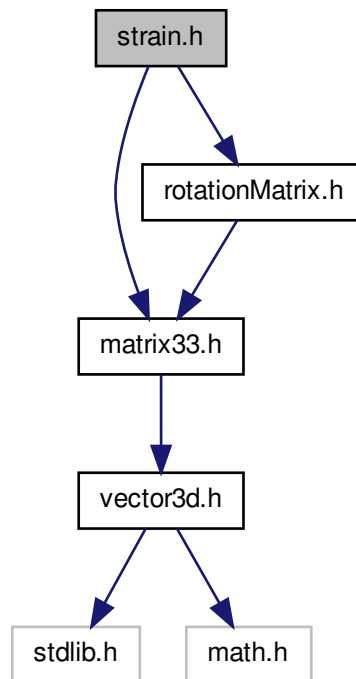 strain.h
rotationMatrix.h
matrix33.h
vector3d.h
stdlib.h
math.h